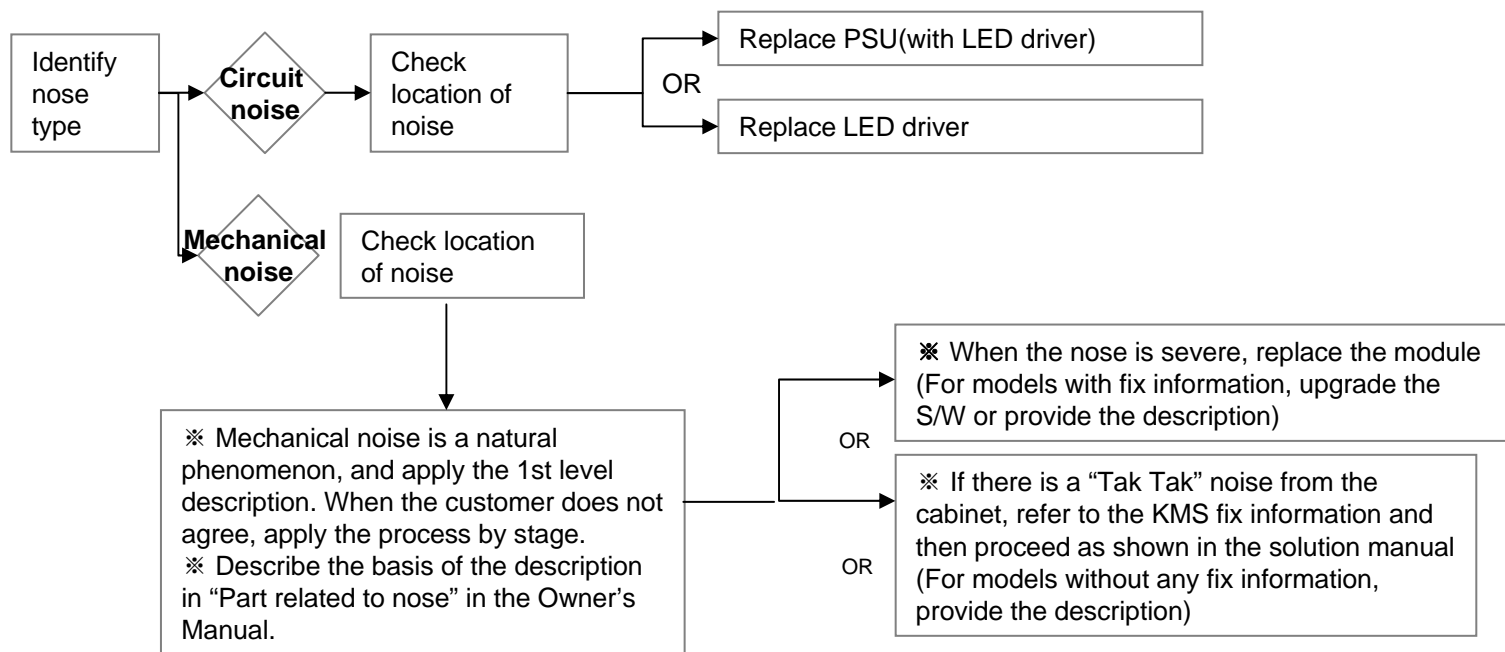 Identify
nose
type
Circuit
noise
Check
location of
noise
Replace PSU(with LED driver)
OR
Replace LED driver
Mechanical
noise
Check location
of noise
※ Mechanical noise is a natural
phenomenon, and apply the 1st level
description. When the customer does not
agree, apply the process by stage.
※ Describe the basis of the description
in “Part related to nose” in the Owner’s
Manual.
※ When the nose is severe, replace the module
(For models with fix information, upgrade the
S/W or provide the description)
OR
※ If there is a “Tak Tak” noise from the
cabinet, refer to the KMS fix information and
then proceed as shown in the solution manual
(For models without any fix information,
provide the description)
OR